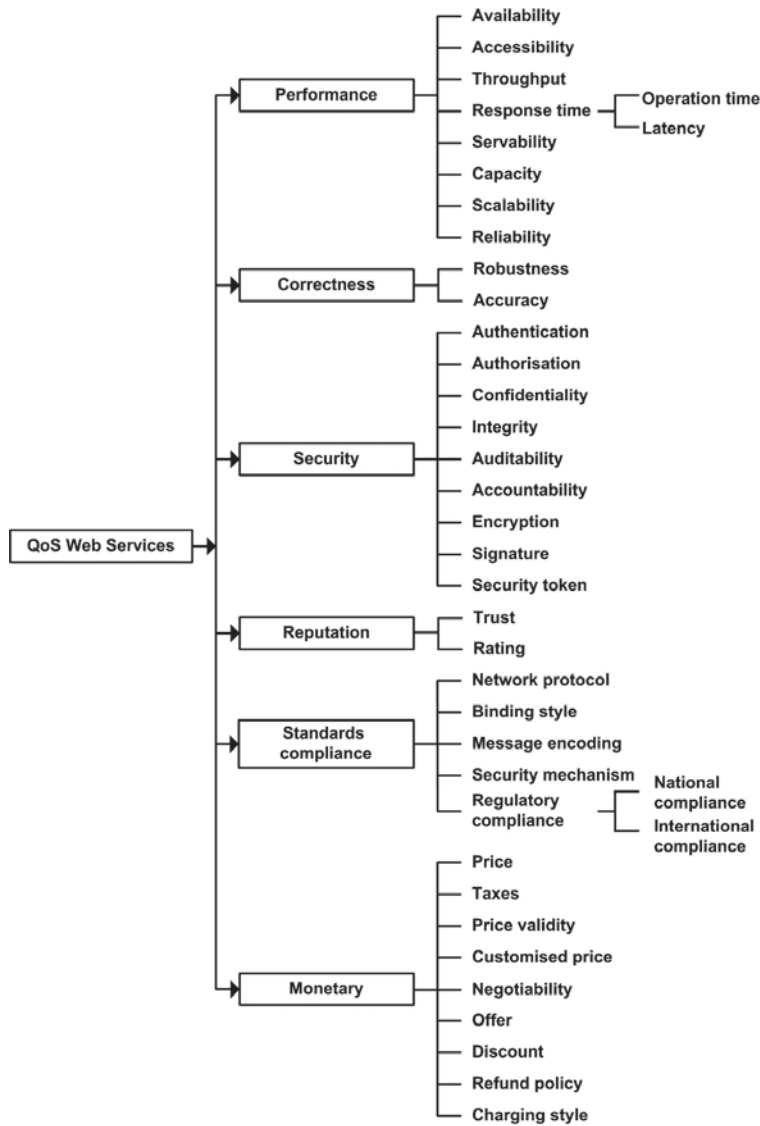 QoS Web Services
Performance
Availability
Accessibility
Throughput
Response time
Operation time
Latency
Servability
Capacity
Scalability
Reliability
Correctness
Robustness
Accuracy
Security
Authentication
Authorisation
Confidentiality
Integrity
Auditability
Accountability
Encryption
Signature
Security token
Reputation
Trust
Rating
Standards
compliance
Network protocol
Binding style
Message encoding
Security mechanism
Regulatory
compliance
National
compliance
International
compliance
Monetary
Price
Taxes
Price validity
Customised price
Negotiability
Offer
Discount
Refund policy
Charging style